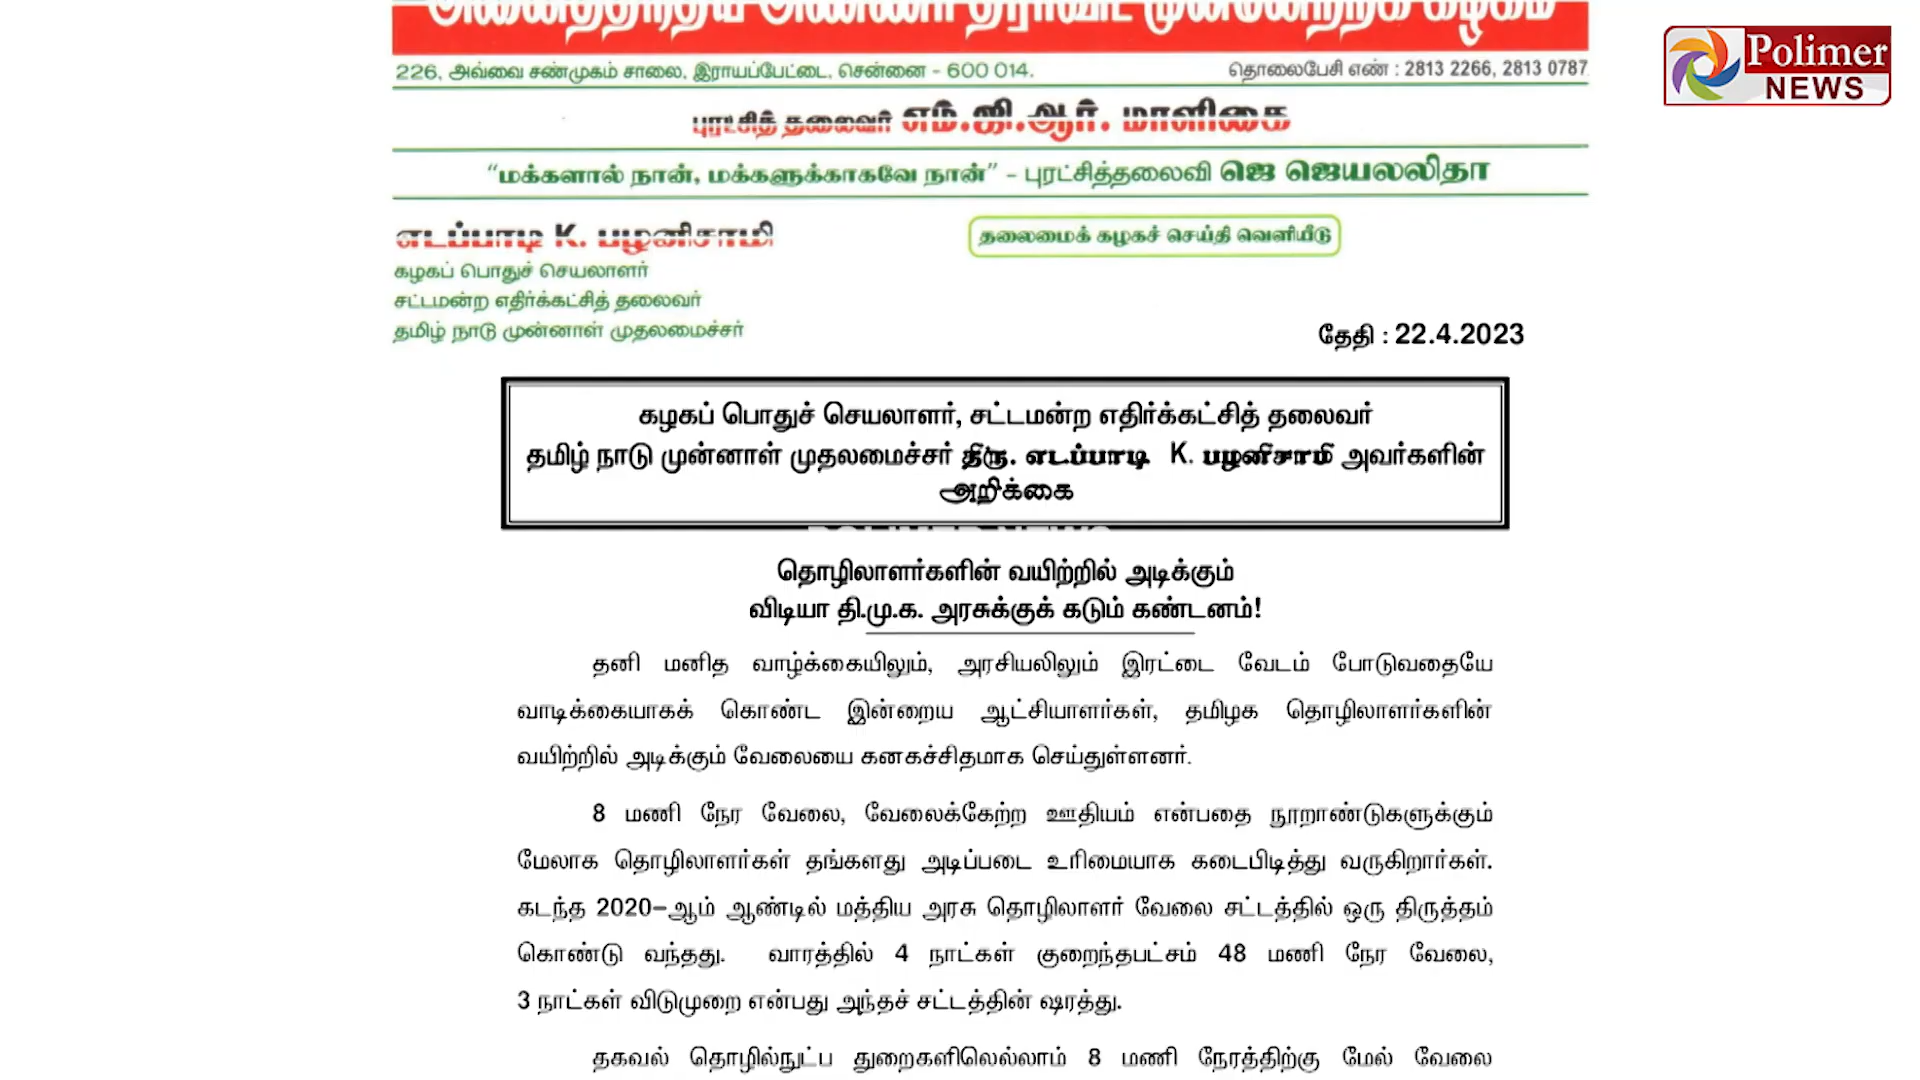 அனைத்திந்திய அண்ணா திராவிட முன்னேற்றக் கழகம்
226, அவ்வை சண்முகம் சாலை, இராயப்பேட்டை, சென்னை - 600 014.
தொலைபேசி எண் : 2813 2266, 2813 0787
Polimer
NEWS
புரட்சித் தலைவர் எம்.ஜி.ஆர். மாளிகை
“மக்களால் நான், மக்களுக்காகவே நான்” - புரட்சித்தலைவி ஜெ ஜெயலலிதா
எடப்பாடி K. பழனிசாமி
தலைமைக் கழகச் செய்தி வெளியீடு
கழகப் பொதுச் செயலாளர்
சட்டமன்ற எதிர்க்கட்சித் தலைவர்
தமிழ் நாடு முன்னாள் முதலமைச்சர்
தேதி : 22.4.2023
கழகப் பொதுச் செயலாளர், சட்டமன்ற எதிர்க்கட்சித் தலைவர்
தமிழ் நாடு முன்னாள் முதலமைச்சர் திரு. எடப்பாடி K. பழனிசாமி அவர்களின்
அறிக்கை
தொழிலாளர்களின் வயிற்றில் அடிக்கும்
விடியா தி.மு.க. அரசுக்குக் கடும் கண்டனம்!
தனி மனித வாழ்க்கையிலும், அரசியலிலும் இரட்டை வேடம் போடுவதையே
வாடிக்கையாகக் கொண்ட இன்றைய ஆட்சியாளர்கள், தமிழக தொழிலாளர்களின்
வயிற்றில் அடிக்கும் வேலையை கனகச்சிதமாக செய்துள்ளனர்.
8 மணி நேர வேலை, வேலைக்கேற்ற ஊதியம் என்பதை நூறாண்டுகளுக்கும்
மேலாக தொழிலாளர்கள் தங்களது அடிப்படை உரிமையாக கடைபிடித்து வருகிறார்கள்.
கடந்த 2020-ஆம் ஆண்டில் மத்திய அரசு தொழிலாளர் வேலை சட்டத்தில் ஒரு திருத்தம்
கொண்டு வந்தது. வாரத்தில் 4 நாட்கள் குறைந்தபட்சம் 48 மணி நேர வேலை,
3 நாட்கள் விடுமுறை என்பது அந்தச் சட்டத்தின் ஷரத்து.
தகவல் தொழில்நுட்ப துறைகளிலெல்லாம் 8 மணி நேரத்திற்கு மேல் வேலை